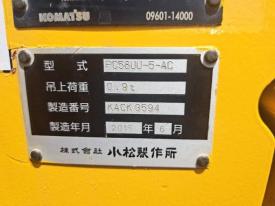 KOMATSU
09601-14000
型式 PC58UU-5-AC
吊上荷重 0.9t
製造番号 KACKG594
製造年月 2015年6月
株式会社 小松製作所